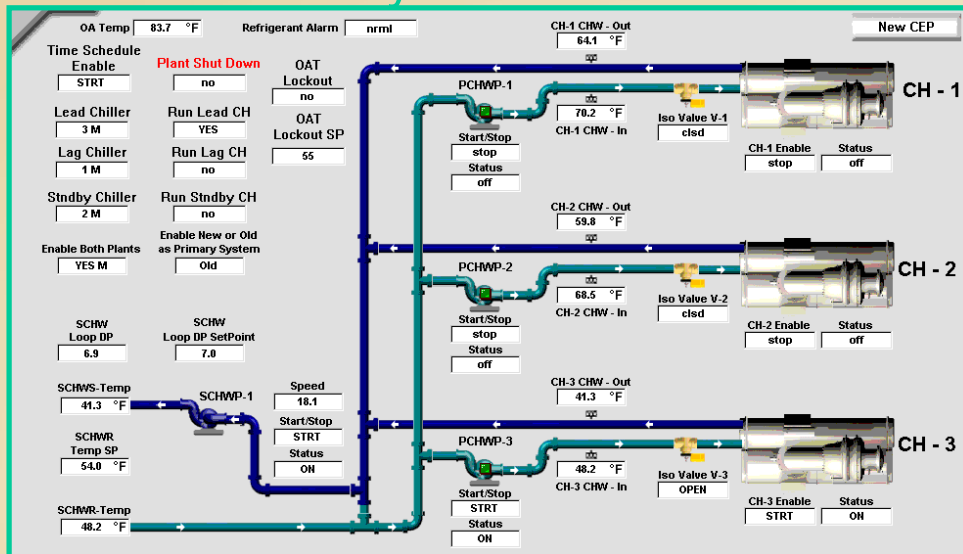 OA Temp 83.7 °F
Refrigerant Alarm nrml
New CEP
Time Schedule
Enable
STRT
Plant Shut Down
no
OAT
Lockout
no
Lead Chiller
3 M
Run Lead CH
YES
OAT
Lockout SP
55
Lag Chiller
1 M
Run Lag CH
no
Stndby Chiller
2 M
Run Stndby CH
no
Enable Both Plants
YES M
Enable New or Old
as Primary System
Old
SCHW
Loop DP
6.9
SCHW
Loop DP SetPoint
7.0
SCHWS-Temp
41.3 °F
SCHWP-1
Speed
18.1
Start/Stop
STRT
Status
ON
SCHWR
Temp SP
54.0 °F
SCHWR-Temp
48.2 °F
CH-1 CHW - Out
64.1 °F
PCHWP-1
Start/Stop
stop
Status
off
70.2 °F
CH-1 CHW - In
Iso Valve V-1
clsd
CH - 1
CH-1 Enable
stop
Status
off
CH-2 CHW - Out
59.8 °F
PCHWP-2
Start/Stop
stop
Status
off
68.5 °F
CH-2 CHW - In
Iso Valve V-2
clsd
CH - 2
CH-2 Enable
stop
Status
off
CH-3 CHW - Out
41.3 °F
PCHWP-3
Start/Stop
STRT
Status
ON
48.2 °F
CH-3 CHW - In
Iso Valve V-3
OPEN
CH - 3
CH-3 Enable
STRT
Status
ON